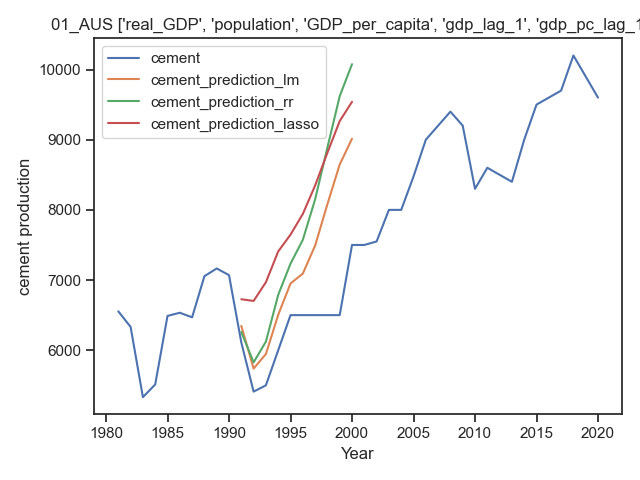 01_AUS ['real_GDP', 'population', 'GDP_per_capita', 'gdp_lag_1', 'gdp_pc_lag_1
cement
cement_prediction_lm
cement_prediction_rr
cement_prediction_lasso
10000
9000
8000
7000
6000
cement production
1980 1985 1990 1995 2000 2005 2010 2015 2020
Year